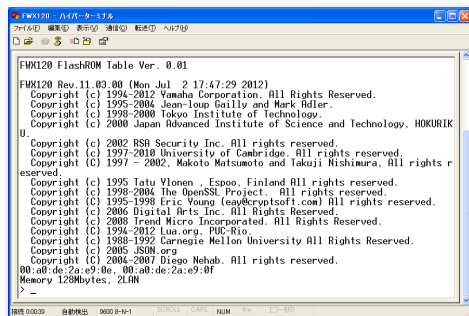 FWX120 - ハイパーターミナル
ファイル(F) 編集(E) 表示(V) 通信(C) 転送(T) ヘルプ(H)
FWX120 FlashROM Table Ver. 0.01
FWX120 Rev.11.03.00 (Mon Jul  2 17:47:29 2012)
  Copyright (c) 1994-2012 Yamaha Corporation. All Rights Reserved.
  Copyright (c) 1995-2004 Jean-loup Gailly and Mark Adler.
  Copyright (c) 1998-2000 Tokyo Institute of Technology.
  Copyright (c) 2000 Japan Advanced Institute of Science and Technology, HOKURIK
U.
  Copyright (c) 2002 RSA Security Inc. All rights reserved.
  Copyright (c) 1997-2010 University of Cambridge. All rights reserved.
  Copyright (C) 1997 - 2002, Makoto Matsumoto and Takuji Nishimura, All rights r
eserved.
  Copyright (c) 1995 Tatu Ylonen , Espoo, Finland All rights reserved.
  Copyright (c) 1998-2004 The OpenSSL Project.  All rights reserved.
  Copyright (C) 1995-1998 Eric Young (eay@cryptsoft.com) All rights reserved.
  Copyright (c) 2006 Digital Arts Inc. All Rights Reserved.
  Copyright (c) 2008 Trend Micro Incorporated. All Rights Reserved.
  Copyright (C) 1994-2012 Lua.org, PUC-Rio.
  Copyright (c) 1988-1992 Carnegie Mellon University All Rights Reserved.
  Copyright (c) 2005 JSON.org
  Copyright (C) 2004-2007 Diego Nehab. All rights reserved.
00:a0:de:2a:e9:0e, 00:a0:de:2a:e9:0f
Memory 128Mbytes, 2LAN
> _
接続 0:00:39 自動検出 9600 8-N-1 SCROLL CAPS NUM キャ エコーを印